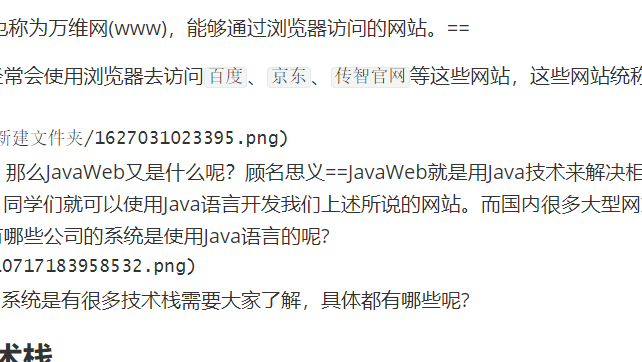 也称为万维网(www)，能够通过浏览器访问的网站。==
经常会使用浏览器去访问百度、京东、传智官网等这些网站，这些网站统称
新建文件夹/1627031023395.png)
那么JavaWeb又是什么呢？顾名思义==JavaWeb就是用Java技术来解决相
同学们就可以使用Java语言开发我们上述所说的网站。而国内很多大型网
有哪些公司的系统是使用Java语言的呢?
10717183958532.png)
系统是有很多技术栈需要大家了解，具体都有哪些呢?
术栈